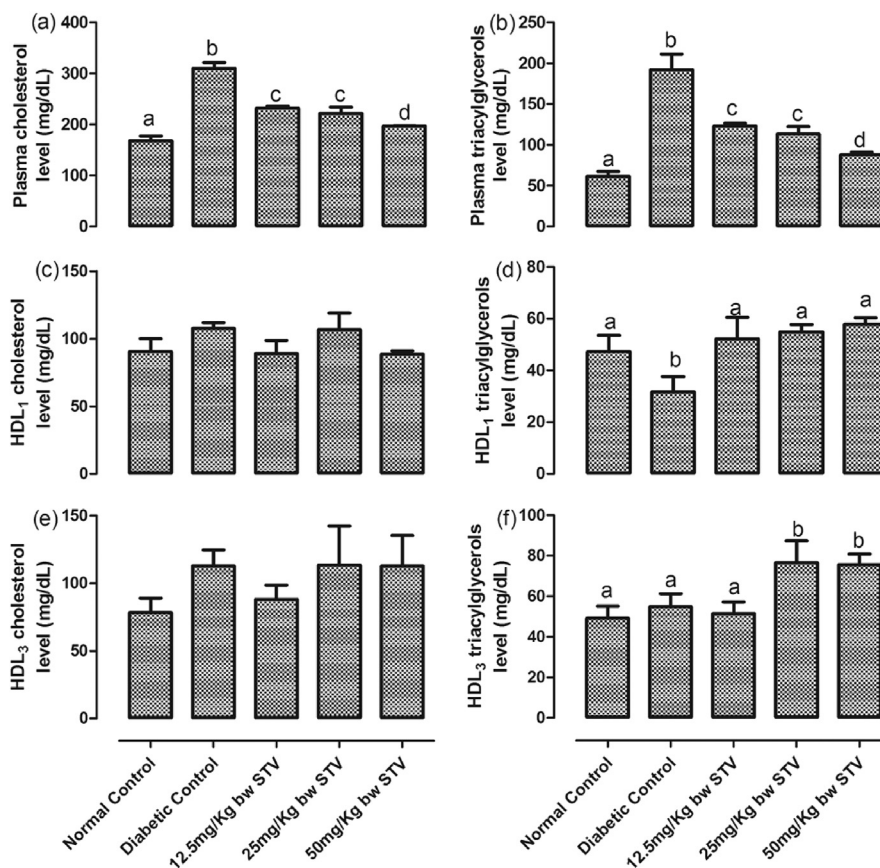 (a)
Plasma cholesterol
level (mg/dL)
400
300
200
100
0
a
b
c
c
d
(b)
Plasma triacylglycerols
level (mg/dL)
250
200
150
100
50
0
a
b
c
c
d
(c)
HDL1 cholesterol
level (mg/dL)
150
100
50
0
(d)
HDL1 triacylglycerols
level (mg/dL)
80
60
40
20
0
a
b
a
a
a
(e)
HDL3 cholesterol
level (mg/dL)
150
100
50
0
(f)
HDL3 triacylglycerols
level (mg/dL)
100
80
60
40
20
0
a
a
a
b
b
Normal Control
Diabetic Control
12.5mg/Kg bw STV
25mg/Kg bw STV
50mg/Kg bw STV
Normal Control
Diabetic Control
12.5mg/Kg bw STV
25mg/Kg bw STV
50mg/Kg bw STV